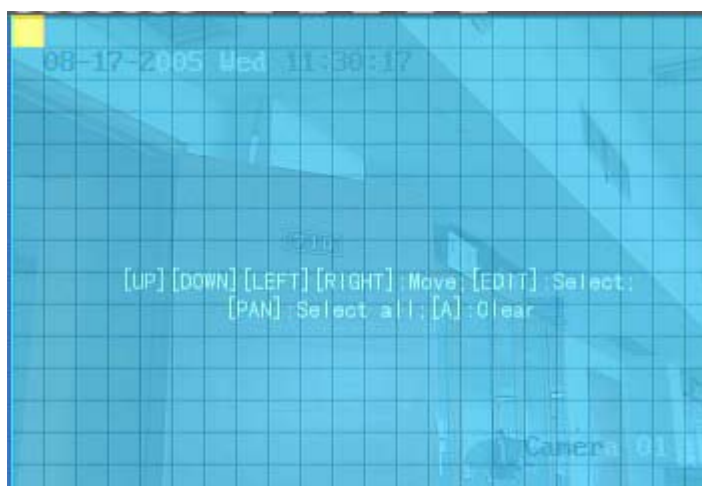 08-17-2005 Wed 11:30:17
[UP][DOWN][LEFT][RIGHT]:Move;[EDIT]:Select;
[PAN]:Select all;[A]:Clear
Camera 01